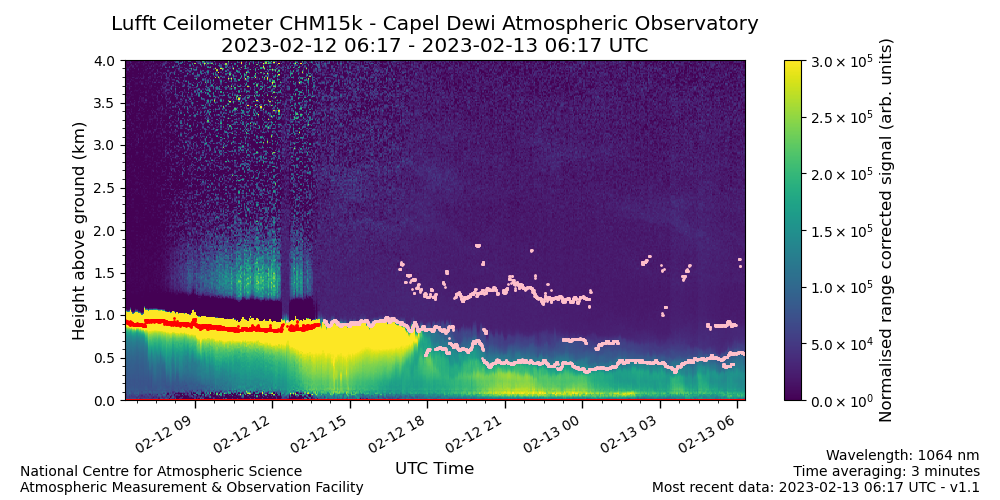 Lufft Ceilometer CHM15k - Capel Dewi Atmospheric Observatory
2023-02-12 06:17 - 2023-02-13 06:17 UTC
Height above ground (km)
4.0
3.5
3.0
2.5
2.0
1.5
1.0
0.5
0.0
02-12 09
02-12 12
02-12 15
02-12 18
02-12 21
02-13 00
02-13 03
02-13 06
UTC Time
3.0 × 10⁵
2.5 × 10⁵
2.0 × 10⁵
1.5 × 10⁵
1.0 × 10⁵
5.0 × 10⁴
0.0 × 10⁰
Normalised range corrected signal (arb. units)
National Centre for Atmospheric Science
Atmospheric Measurement & Observation Facility
Wavelength: 1064 nm
Time averaging: 3 minutes
Most recent data: 2023-02-13 06:17 UTC - v1.1